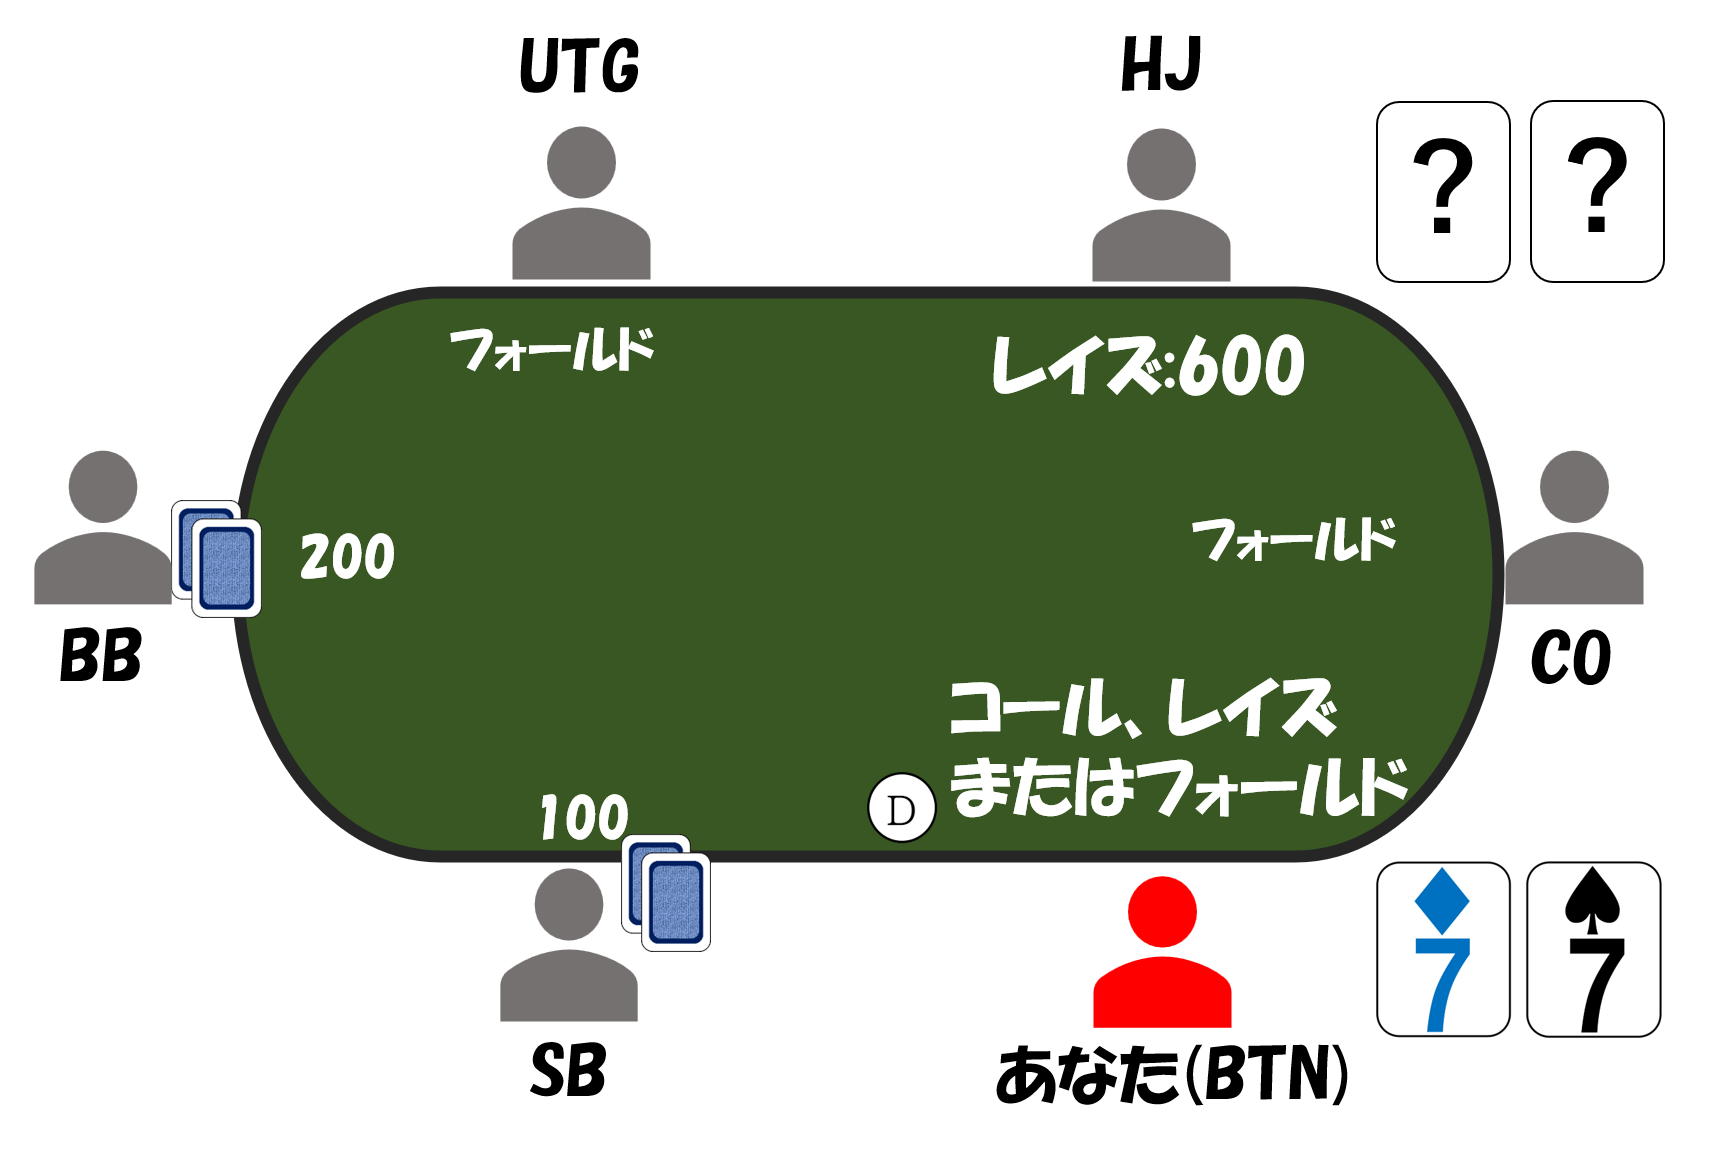 UTG
HJ
? ?
フォールド
レイズ:600
200
フォールド
BB
CO
コール、レイズ
またはフォールド
100
D
7 7
SB
あなた(BTN)